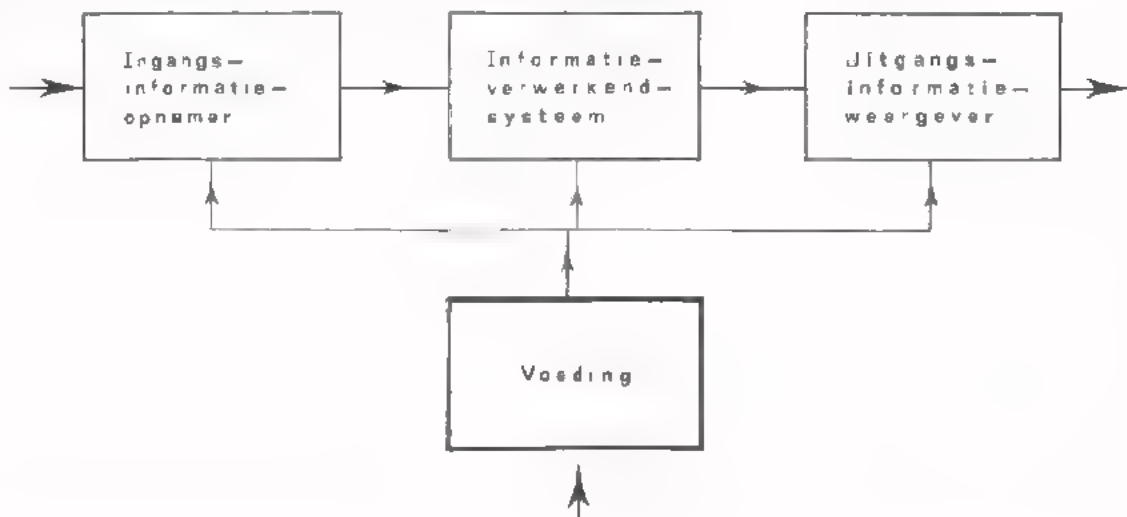 Ingangs-
informatie-
opnemer
Informatie-
verwerkend-
systeem
Uitgangs-
informatie-
weergever
Voeding